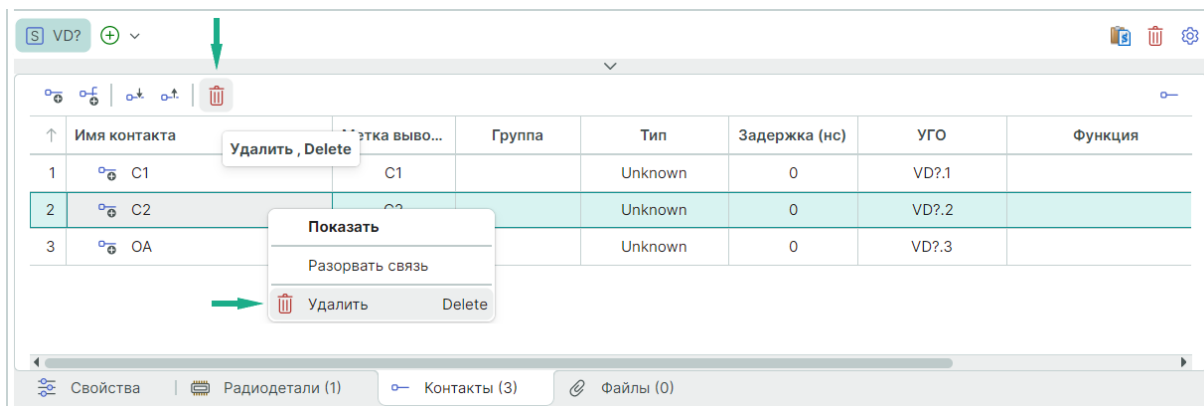 S VD?
Имя контакта Метка выво... Группа Тип Задержка (нс) УГО Функция
Удалить , Delete
1 C1 C1 Unknown 0 VD?.1
2 C2 C2 Unknown 0 VD?.2
Показать
3 OA Unknown 0 VD?.3
Разорвать связь
Удалить Delete
Свойства Радиодетали (1) Контакты (3) Файлы (0)